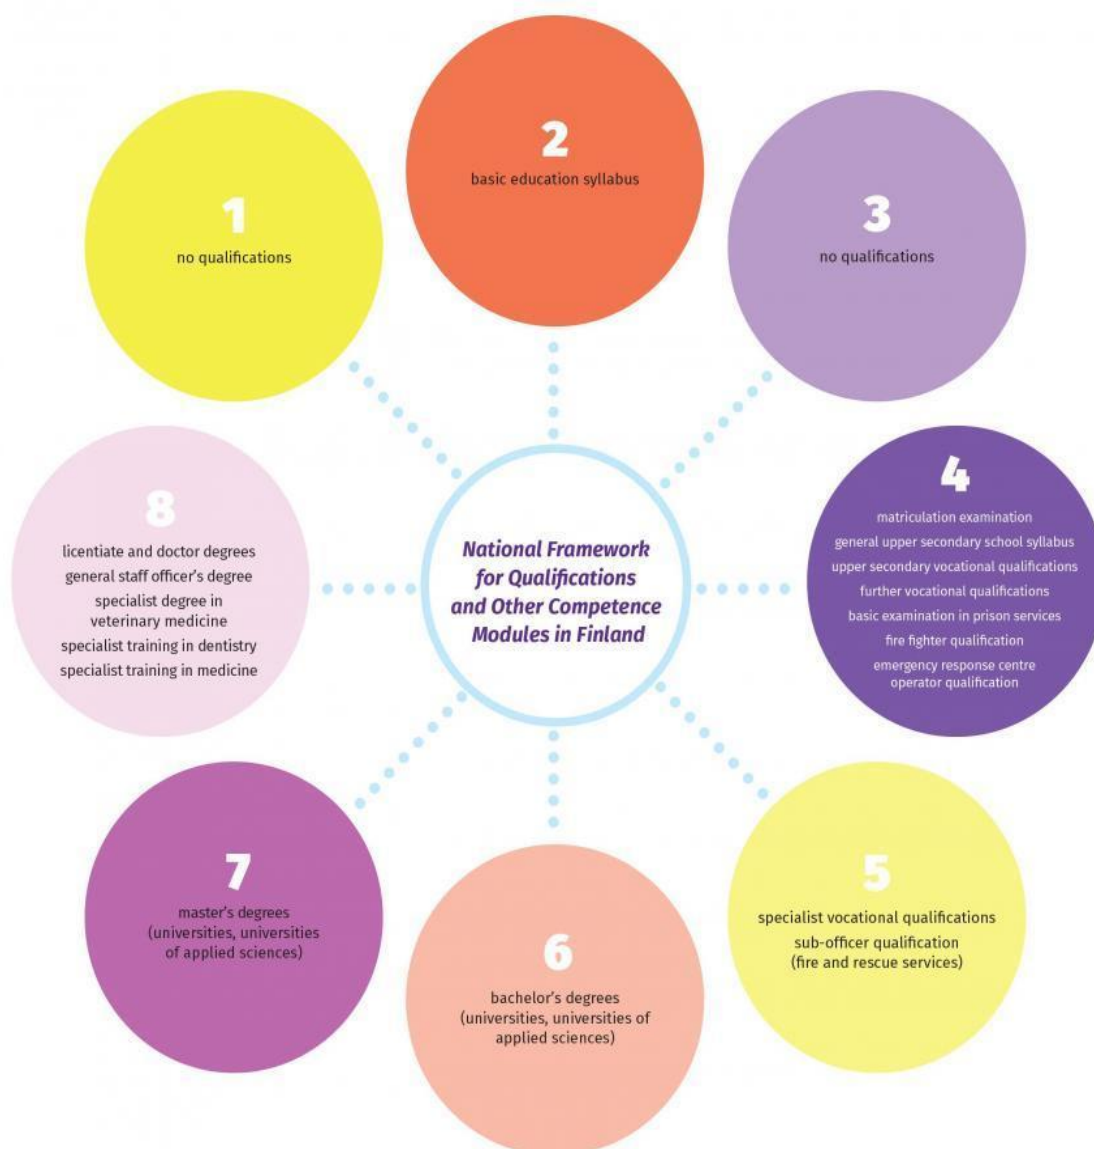 1
no qualifications
2
basic education syllabus
3
no qualifications
4
matriculation examination
general upper secondary school syllabus
upper secondary vocational qualifications
further vocational qualifications
basic examination in prison services
fire fighter qualification
emergency response centre
operator qualification
5
specialist vocational qualifications
sub-officer qualification
(fire and rescue services)
6
bachelor's degrees
(universities, universities of
applied sciences)
7
master's degrees
(universities, universities
of applied sciences)
8
licentiate and doctor degrees
general staff officer's degree
specialist degree in
veterinary medicine
specialist training in dentistry
specialist training in medicine
National Framework
for Qualifications
and Other Competence
Modules in Finland